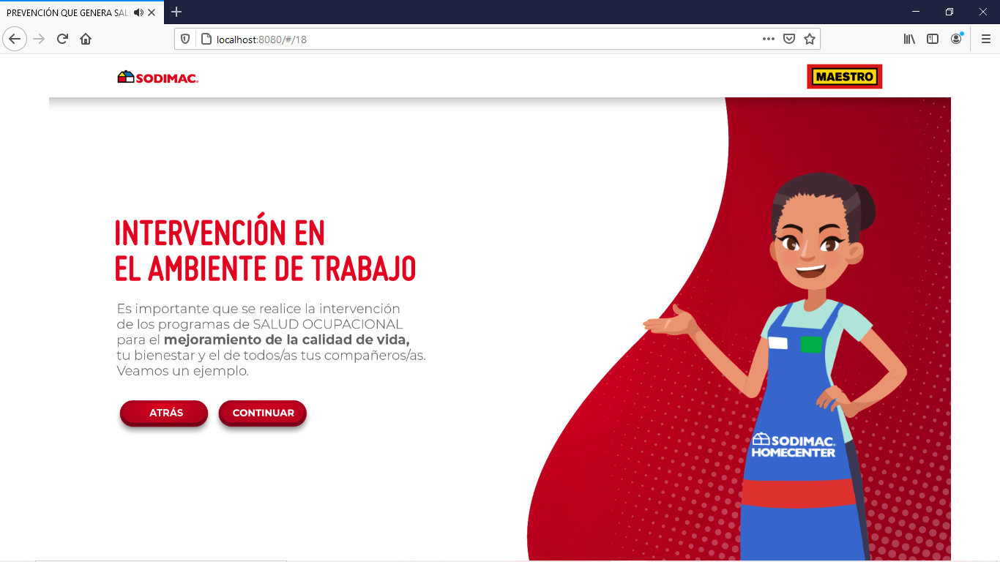 PREVENCIÓN QUE GENERA SAL
localhost:8080/#/18
SODIMAC
MAESTRO
INTERVENCIÓN EN
EL AMBIENTE DE TRABAJO
Es importante que se realice la intervención
de los programas de SALUD OCUPACIONAL
para el mejoramiento de la calidad de vida,
tu bienestar y el de todos/as tus compañeros/as.
Veamos un ejemplo.
ATRÁS
CONTINUAR
SODIMAC
HOMECENTER